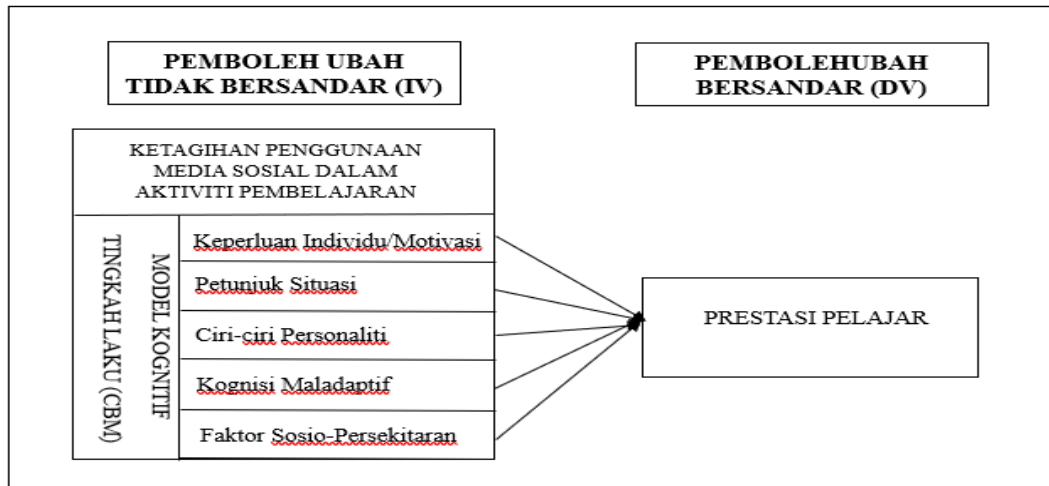 PEMBOLEH UBAH
TIDAK BERSANDAR (IV)
PEMBOLEHUBAH
BERSANDAR (DV)
KETAGIHAN PENGGUNAAN
MEDIA SOSIAL DALAM
AKTIVITI PEMBELAJARAN
MODEL KOGNITIF
TINGKAH LAKU (CBM)
Keperluan Individu/Motivasi
Petunjuk Situasi
Ciri-ciri Personaliti
Kognisi Maladaptif
Faktor Sosio-Persekitaran
PRESTASI PELAJAR